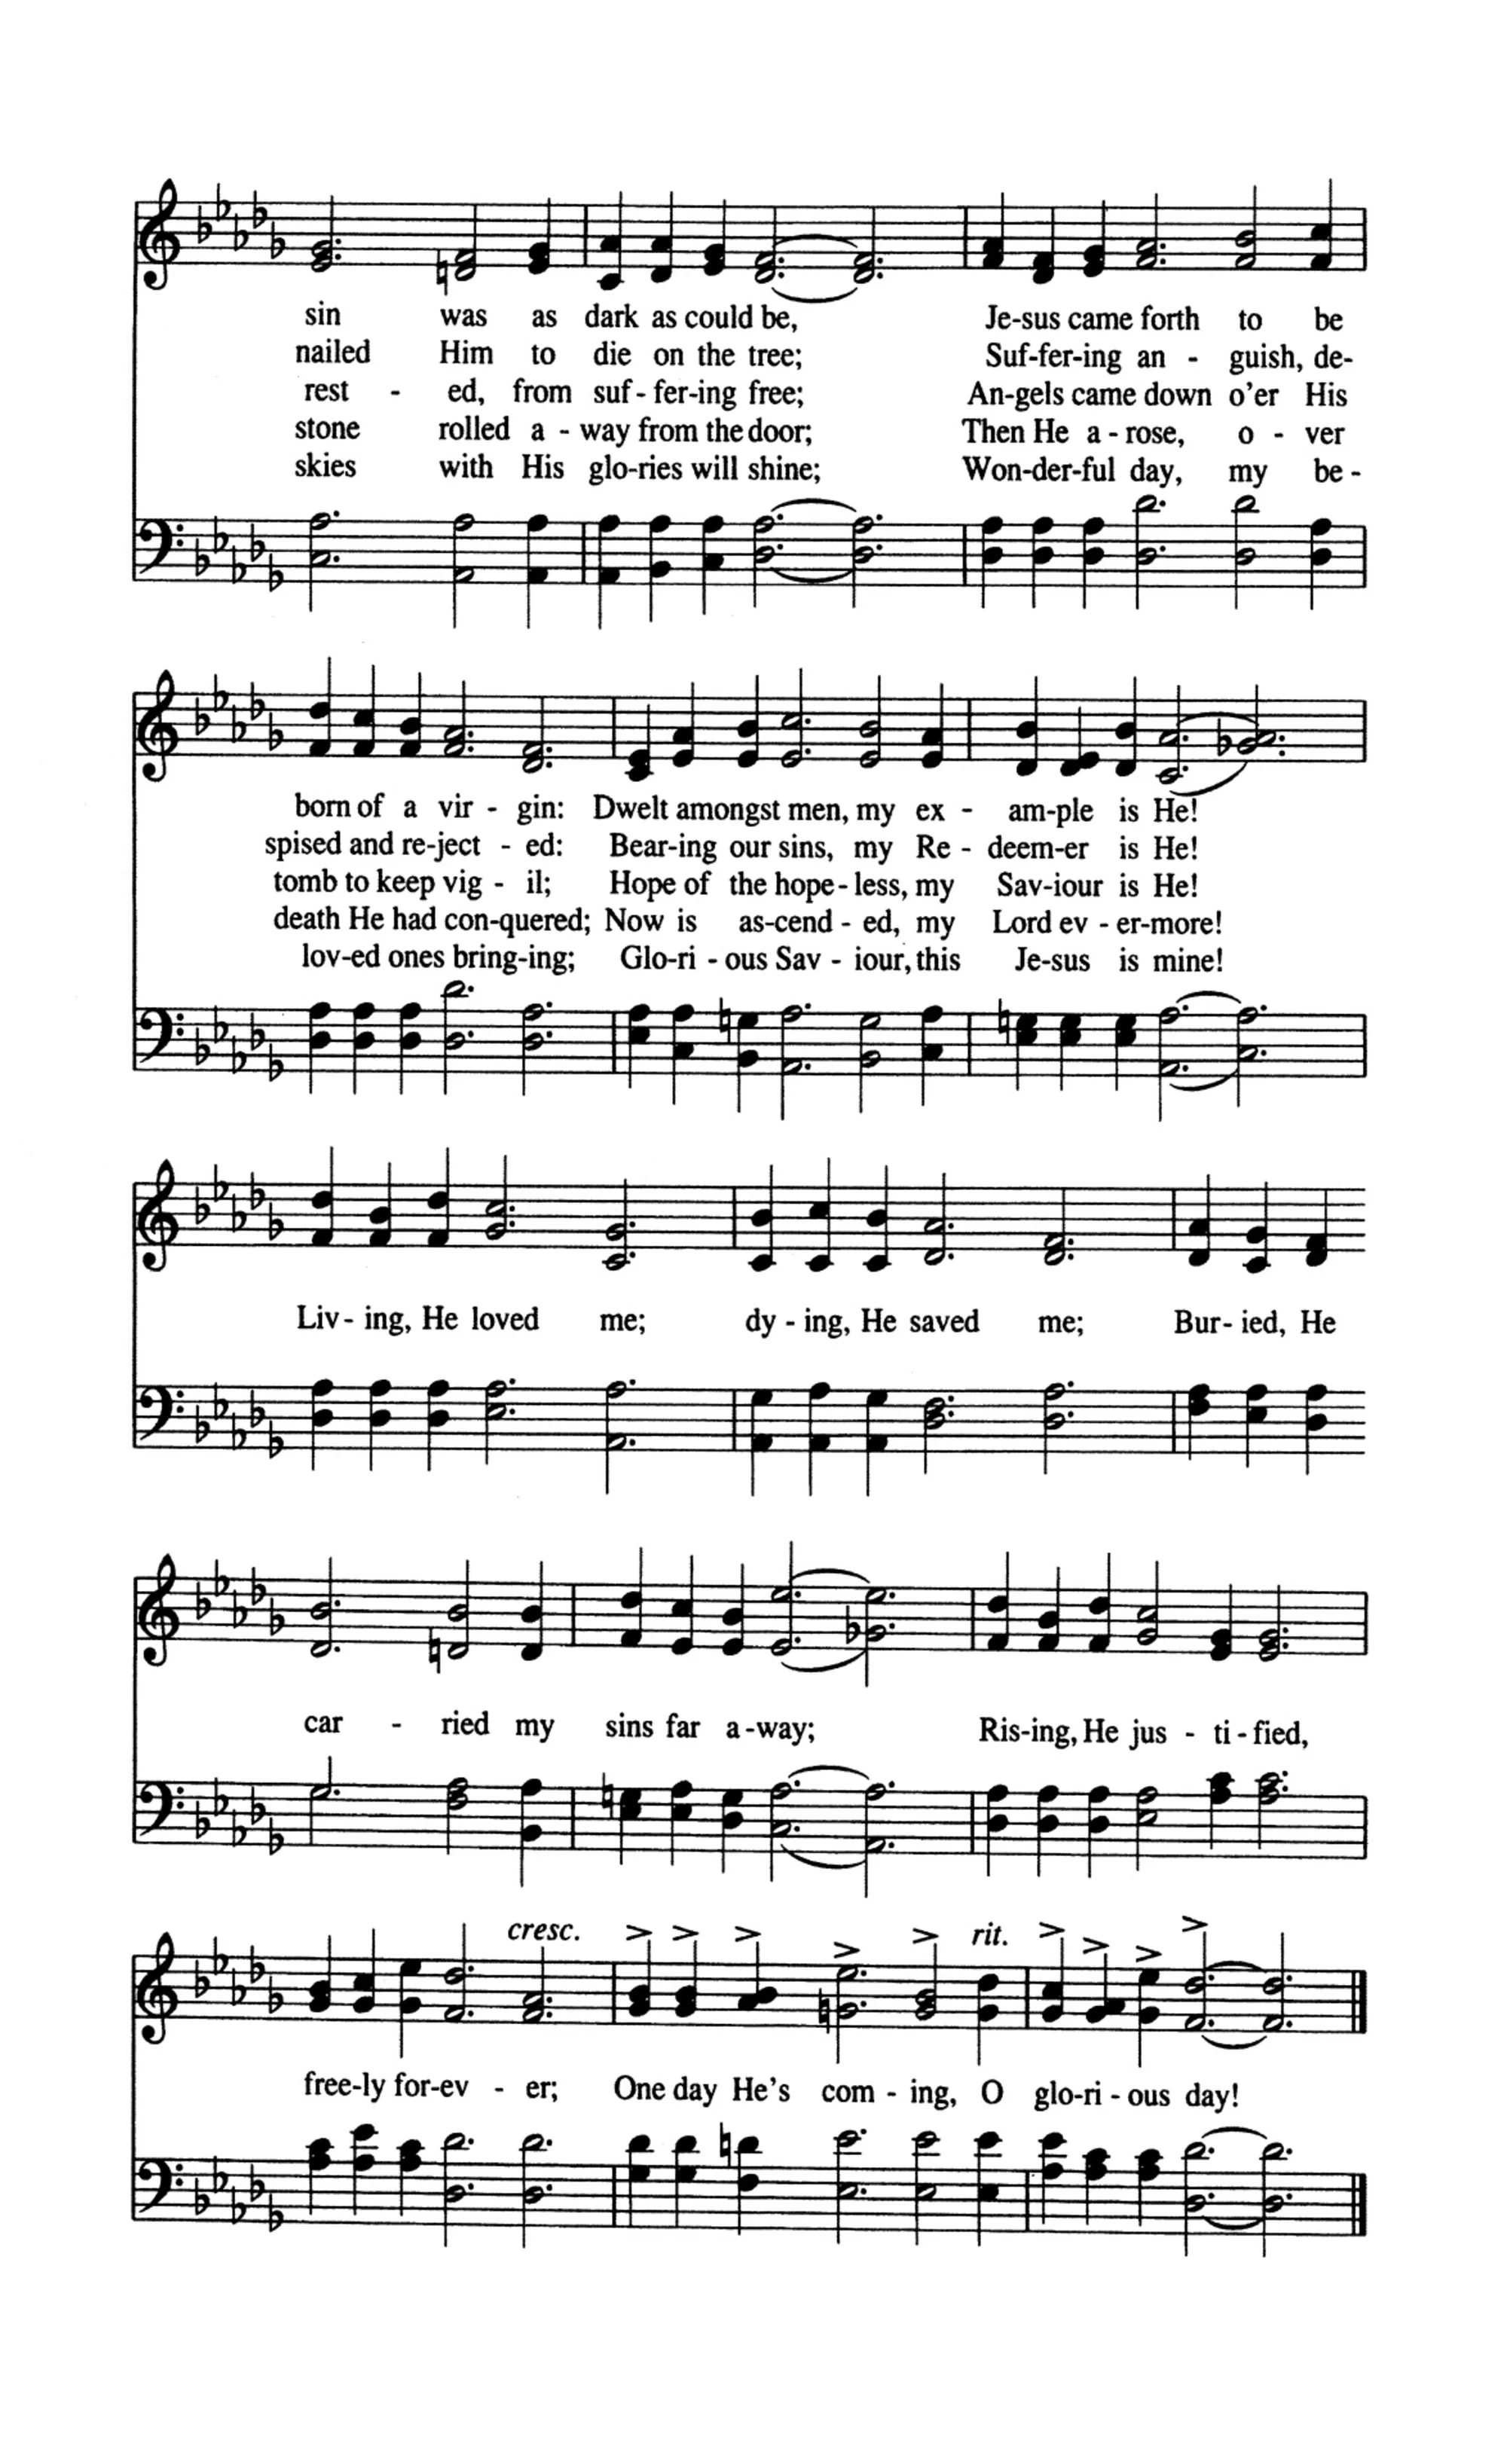 sin was as dark as could be, Je-sus came forth to be
nailed Him to die on the tree; Suf-fer-ing an - guish, de-
rest - ed, from suf - fer-ing free; An-gels came down o'er His
stone rolled a - way from the door; Then He a - rose, o - ver
skies with His glo-ries will shine; Won-der-ful day, my be -
born of a vir - gin: Dwelt amongst men, my ex - am-ple is He!
spised and re-ject - ed: Bear-ing our sins, my Re - deem-er is He!
tomb to keep vig - il; Hope of the hope - less, my Sav-iour is He!
death He had con-quered; Now is as-cend - ed, my Lord ev - er-more!
lov-ed ones bring-ing; Glo-ri - ous Sav - iour, this Je-sus is mine!
Liv - ing, He loved me; dy - ing, He saved me; Bur - ied, He
car - ried my sins far a -way; Ris-ing, He jus - ti - fied,
cresc. rit.
free-ly for-ev - er; One day He's com - ing, O glo-ri - ous day!